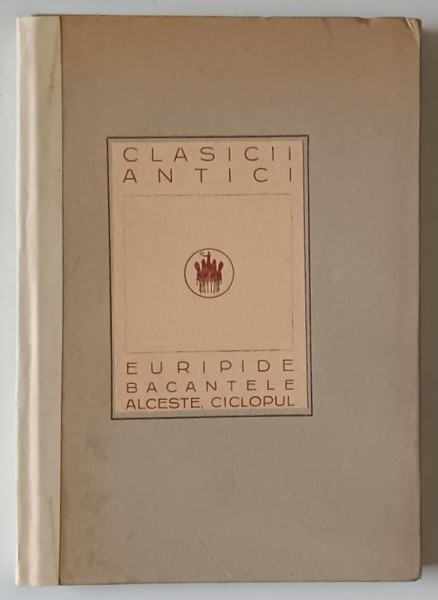 CLASICII
ANTICI
EURIPIDE
BACANTELE
ALCESTE, CICLOPUL